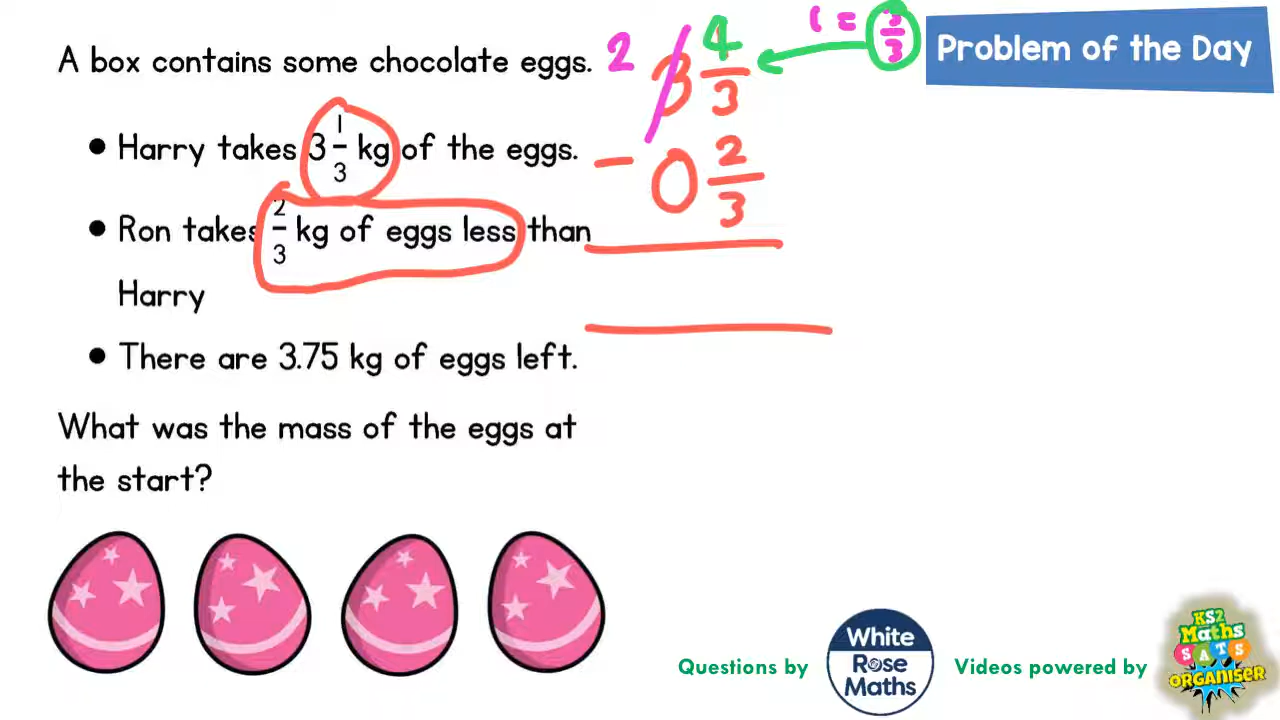 A box contains some chocolate eggs.
2 3 4/3
1 = 3/3
Problem of the Day
• Harry takes 3 1/3 kg of the eggs.
- 0 2/3
• Ron takes 2/3 kg of eggs less than
Harry
• There are 3.75 kg of eggs left.
What was the mass of the eggs at
the start?
Questions by
White
Rose
Maths
Videos powered by
KS2
Maths
SATS
ORGANISER